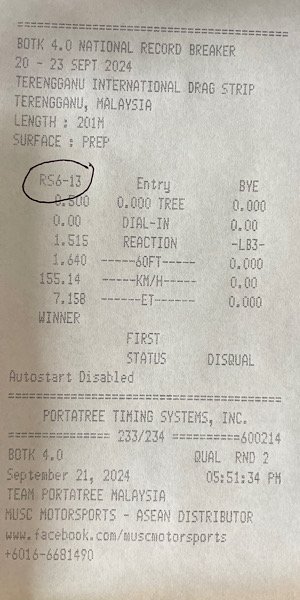 ==============================
BOTK 4.0 NATIONAL RECORD BREAKER
20 - 23 SEPT 2024
TERENGGANU INTERNATIONAL DRAG STRIP
TERENGGANU, MALAYSIA
LENGTH : 201M
SURFACE : PREP
==============================
RS6-13 Entry BYE
0.500 0.000 TREE 0.000
0.00 DIAL-IN 0.00
1.515 REACTION -LB3-
1.640 -----60FT----- 0.000
155.14 -----KM/H----- 0.00
7.158 ------ET------ 0.000
WINNER
FIRST
STATUS DISQUAL
Autostart Disabled
==============================
PORTATREE TIMING SYSTEMS, INC.
============ 233/234 ==========600214
BOTK 4.0 QUAL RND 2
September 21, 2024 05:51:34 PM
TEAM PORTATREE MALAYSIA
MUSC MOTORSPORTS - ASEAN DISTRIBUTOR
www.facebook.com/muscmotorsports
+6016-6681490